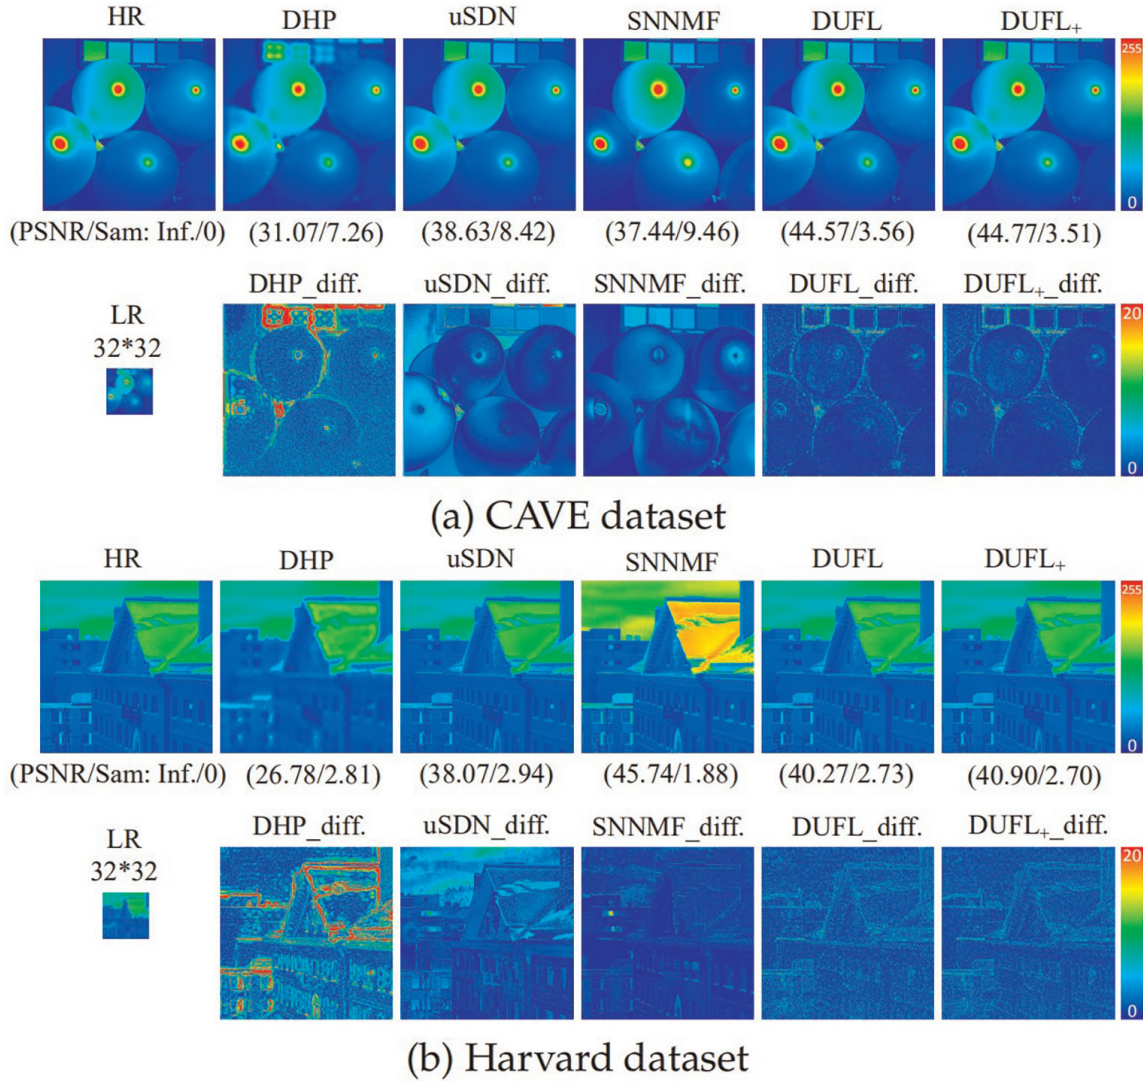 HR DHP uSDN SNNMF DUFL DUFL+
255
0
(PSNR/Sam: Inf./0) (31.07/7.26) (38.63/8.42) (37.44/9.46) (44.57/3.56) (44.77/3.51)
DHP_diff. uSDN_diff. SNNMF_diff. DUFL_diff. DUFL+_diff.
LR
32*32
20
0
(a) CAVE dataset
HR DHP uSDN SNNMF DUFL DUFL+
255
0
(PSNR/Sam: Inf./0) (26.78/2.81) (38.07/2.94) (45.74/1.88) (40.27/2.73) (40.90/2.70)
DHP_diff. uSDN_diff. SNNMF_diff. DUFL_diff. DUFL+_diff.
LR
32*32
20
0
(b) Harvard dataset